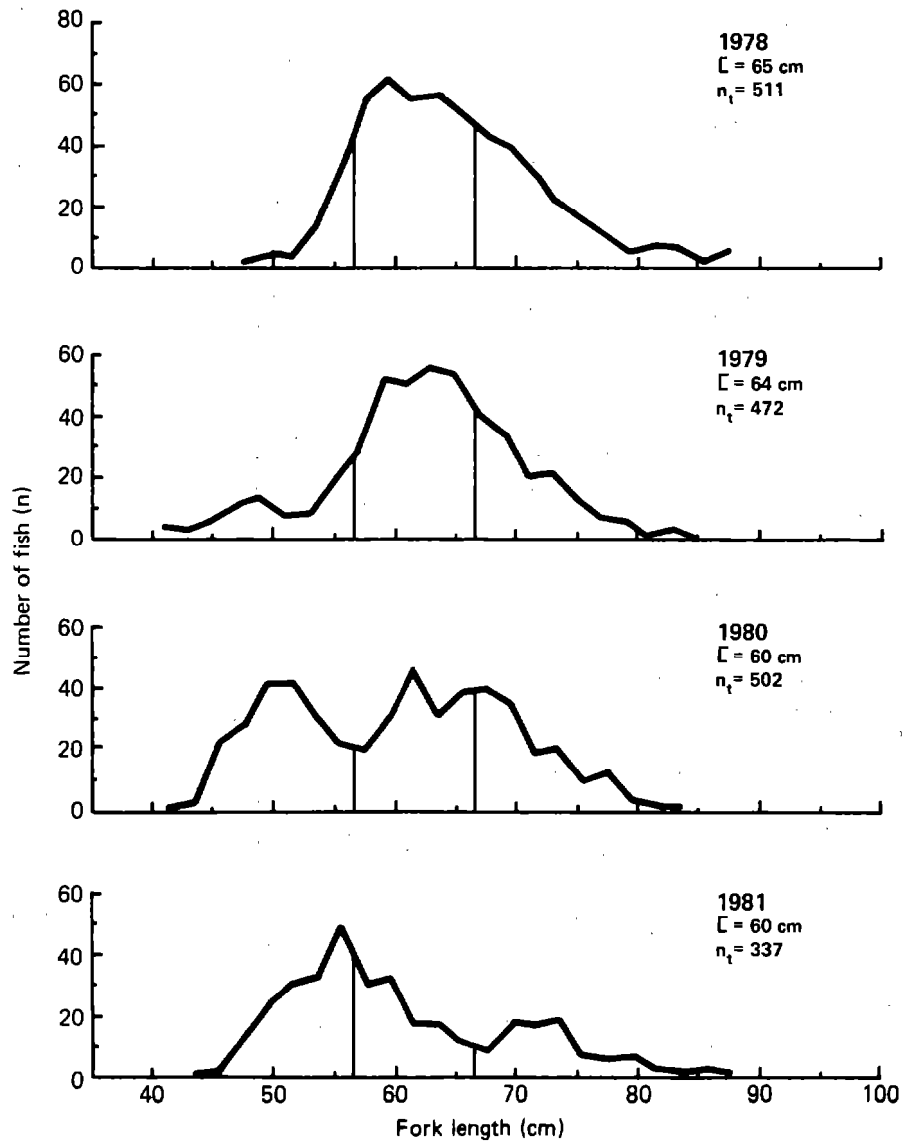 Number of fish (n)
80
60
40
20
0
1978
L = 65 cm
nt = 511
60
40
20
0
1979
L = 64 cm
nt = 472
60
40
20
0
1980
L = 60 cm
nt = 502
60
40
20
0
1981
L = 60 cm
nt = 337
40 50 60 70 80 90 100
Fork length (cm)